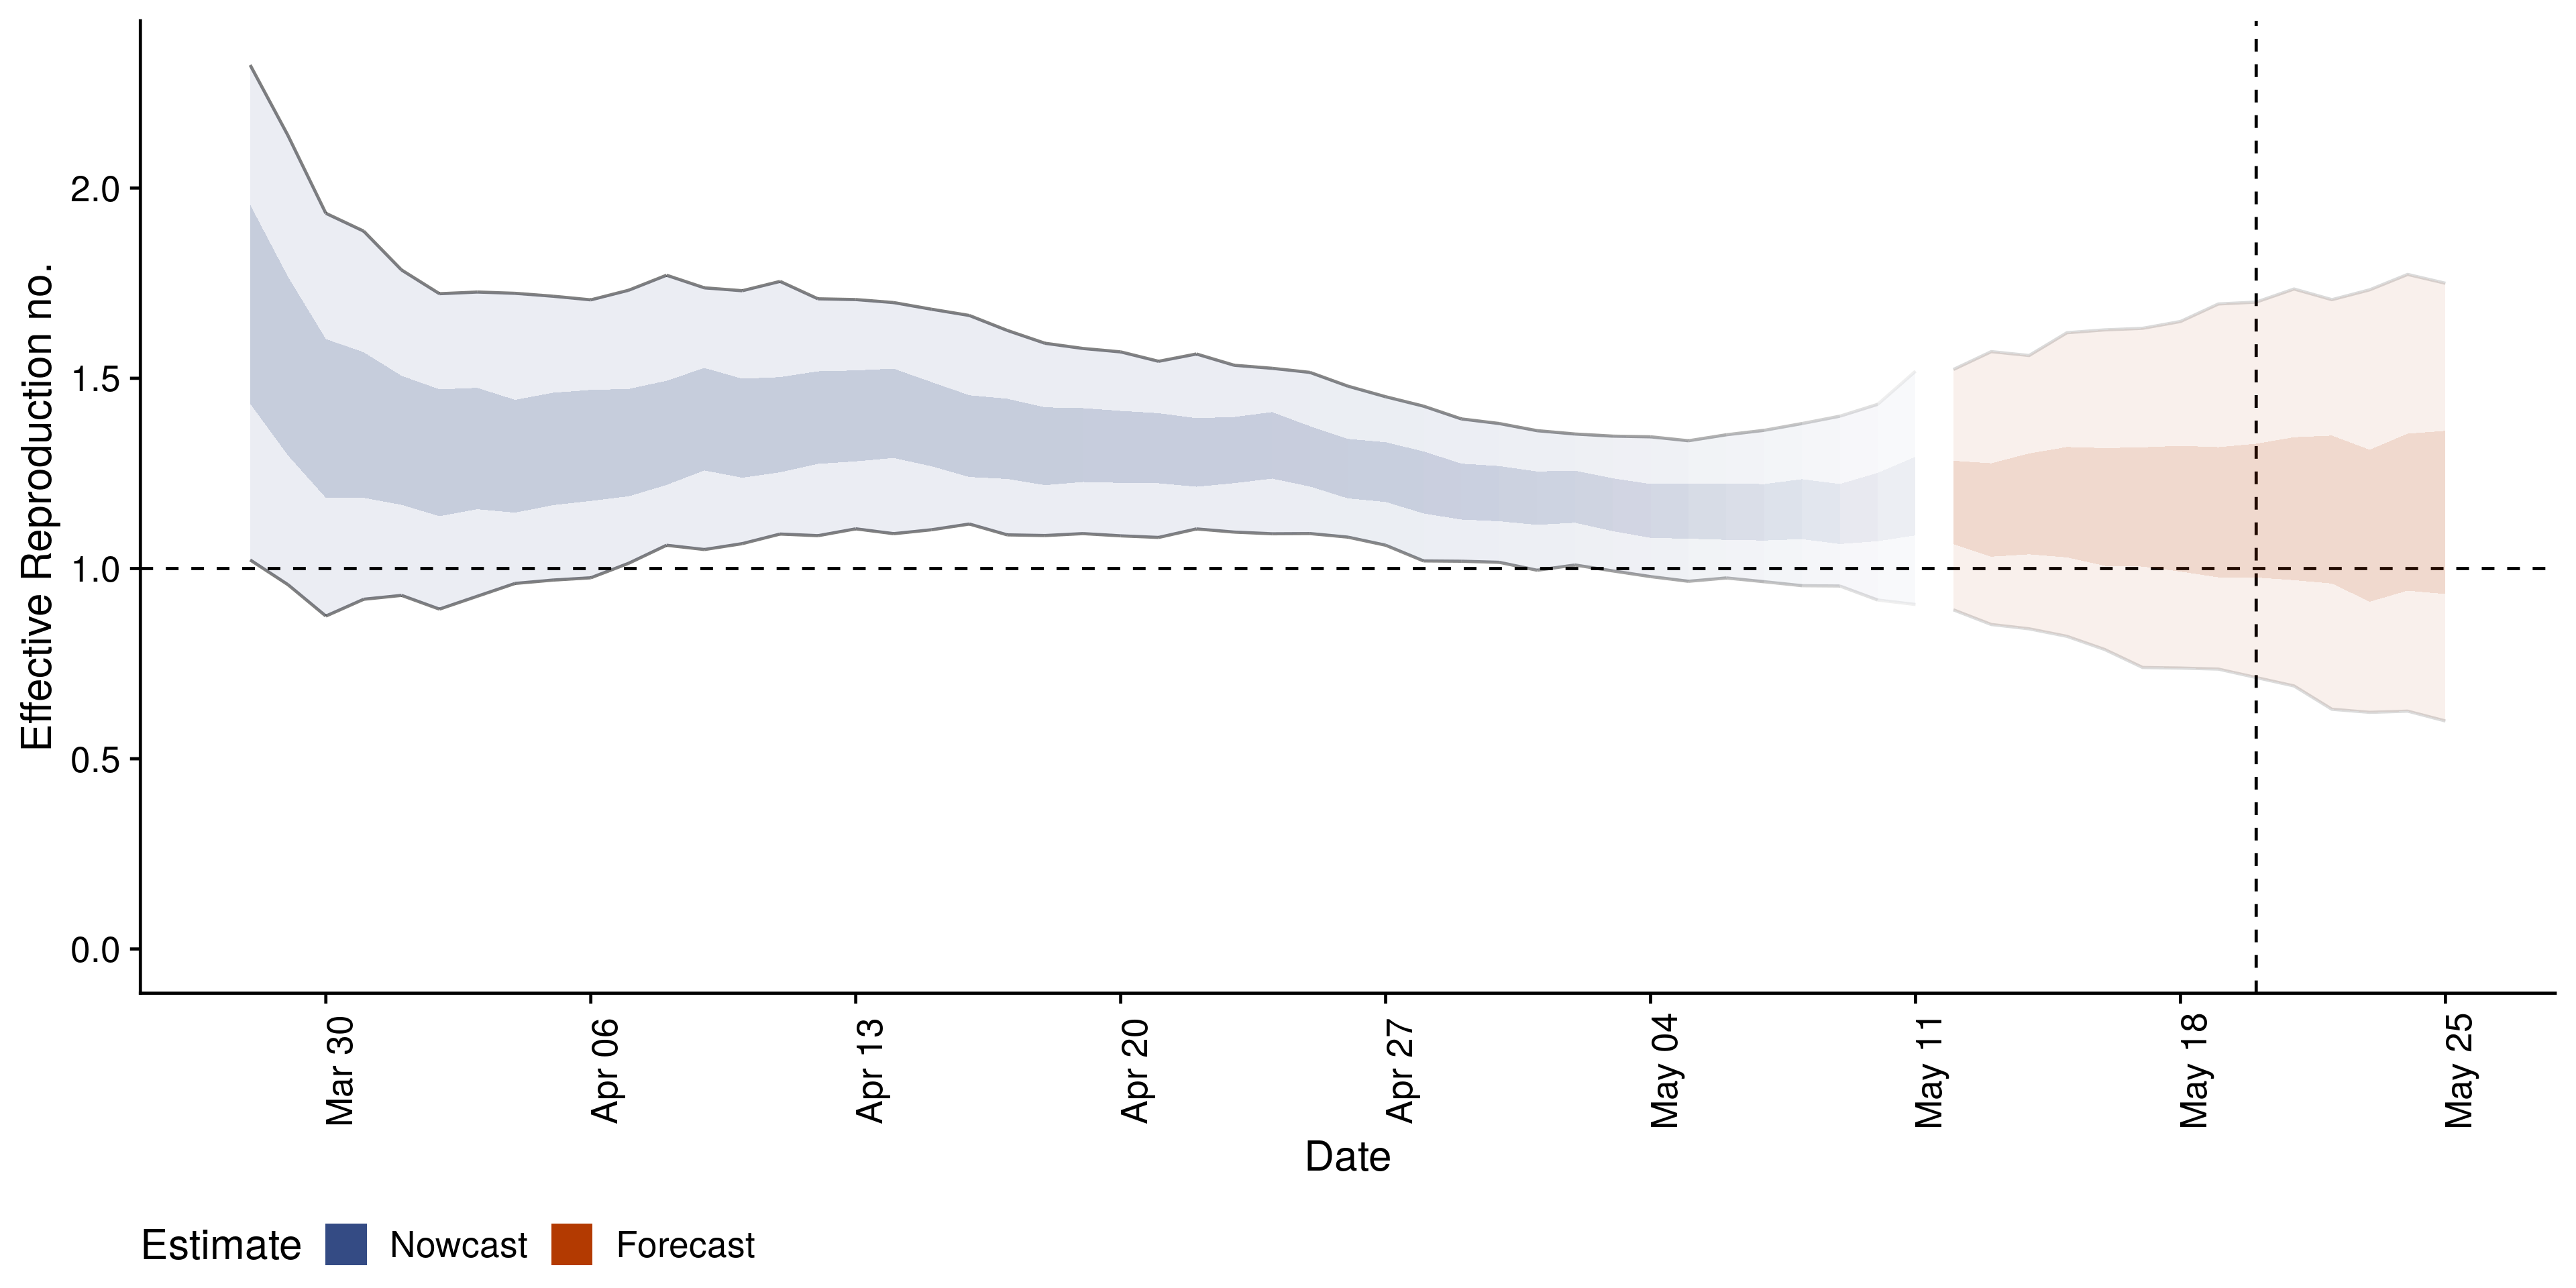 Effective Reproduction no.
2.0
1.5
1.0
0.5
0.0
Mar 30
Apr 06
Apr 13
Apr 20
Apr 27
May 04
May 11
May 18
May 25
Date
Estimate Nowcast Forecast